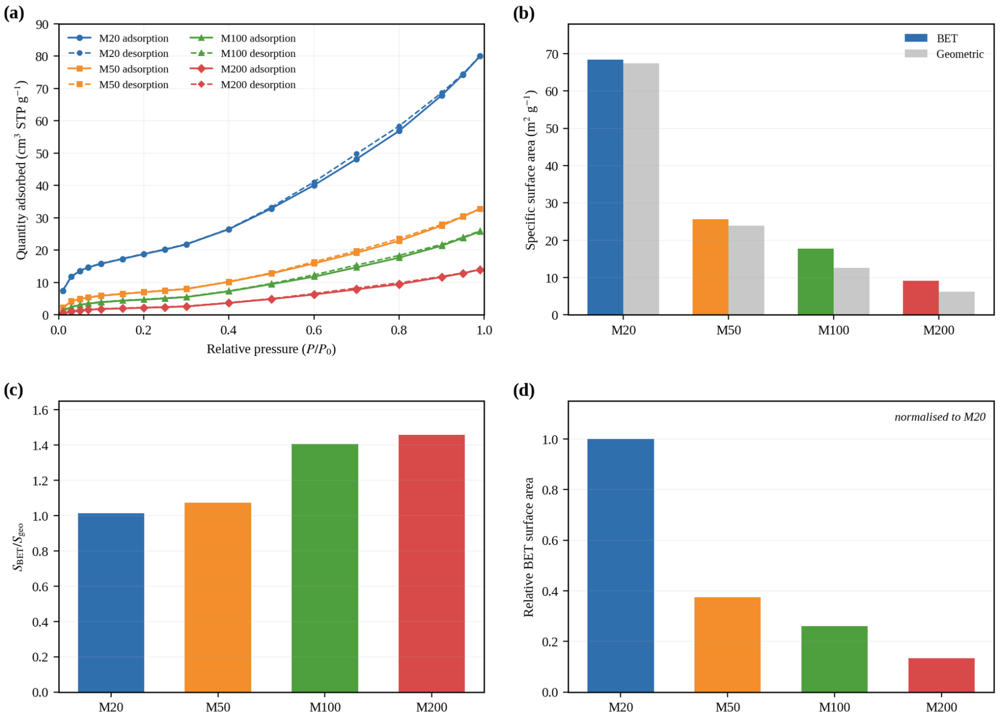 (a)
Quantity adsorbed (cm³ STP g⁻¹)
90
80
70
60
50
40
30
20
10
0
M20 adsorption
M20 desorption
M50 adsorption
M50 desorption
M100 adsorption
M100 desorption
M200 adsorption
M200 desorption
0.0 0.2 0.4 0.6 0.8 1.0
Relative pressure (P/P₀)
(b)
Specific surface area (m² g⁻¹)
70
60
50
40
30
20
10
0
BET
Geometric
M20 M50 M100 M200
(c)
S_BET/S_geo
1.6
1.4
1.2
1.0
0.8
0.6
0.4
0.2
0.0
M20 M50 M100 M200
(d)
Relative BET surface area
normalised to M20
1.0
0.8
0.6
0.4
0.2
0.0
M20 M50 M100 M200